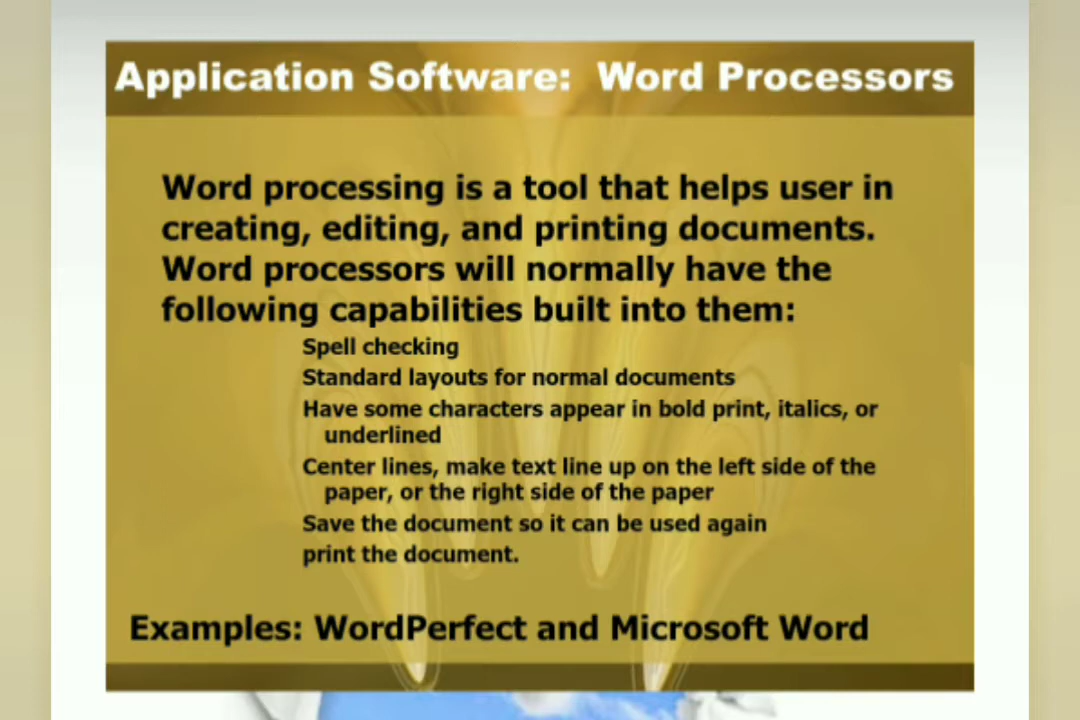 Application Software: Word Processors
Word processing is a tool that helps user in
creating, editing, and printing documents.
Word processors will normally have the
following capabilities built into them:
Spell checking
Standard layouts for normal documents
Have some characters appear in bold print, italics, or
underlined
Center lines, make text line up on the left side of the
paper, or the right side of the paper
Save the document so it can be used again
print the document.
Examples: WordPerfect and Microsoft Word